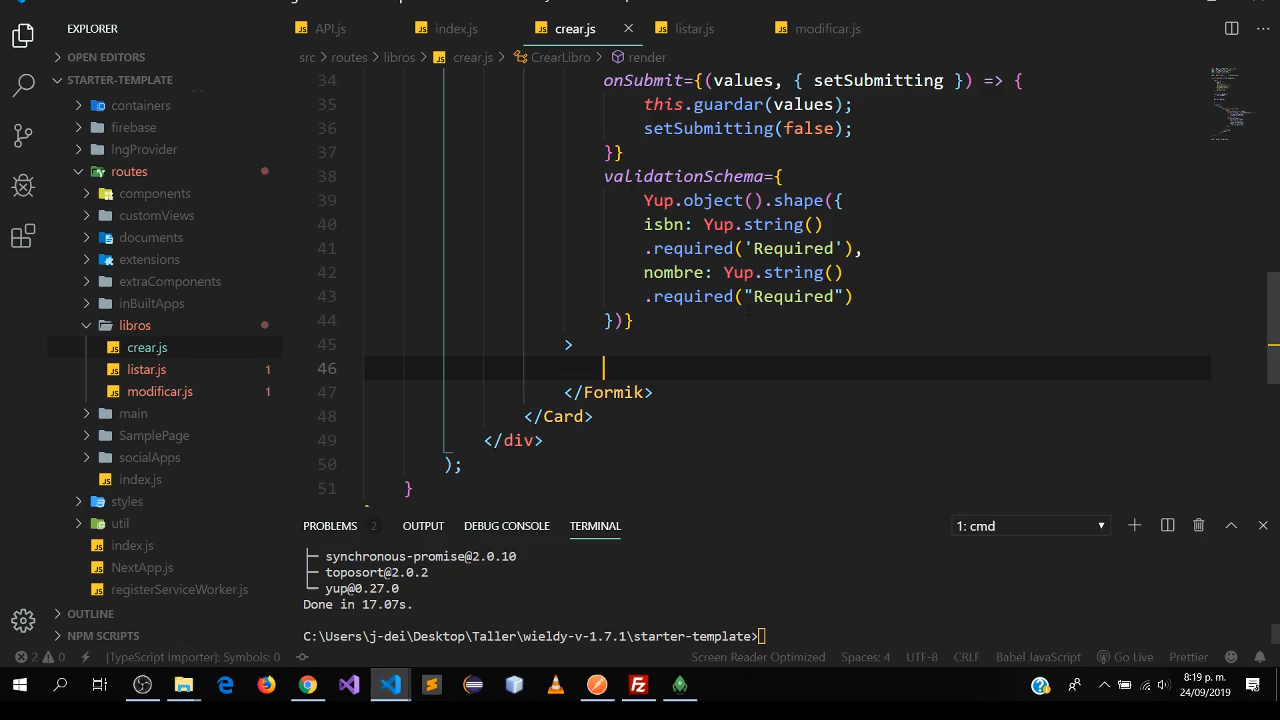 API.js
index.js
crear.js
listar.js
modificar.js
EXPLORER
OPEN EDITORS
STARTER-TEMPLATE
containers
firebase
lngProvider
routes
components
customViews
documents
extensions
extraComponents
inBuiltApps
libros
crear.js
listar.js 1
modificar.js 1
main
SamplePage
socialApps
index.js
styles
util
index.js
NextApp.js
registerServiceWorker.js
OUTLINE
NPM SCRIPTS
src > routes > libros > JS crear.js > CrearLibro > render
34 onSubmit={(values, { setSubmitting }) => {
35 this.guardar(values);
36 setSubmitting(false);
37 }}
38 validationSchema={
39 Yup.object().shape({
40 isbn: Yup.string()
41 .required('Required'),
42 nombre: Yup.string()
43 .required("Required")
44 })}
45 >
46
47 </Formik>
48 </Card>
49 </div>
50 );
51 }
PROBLEMS 2 OUTPUT DEBUG CONSOLE TERMINAL 1: cmd
├─ synchronous-promise@2.0.10
├─ toposort@2.0.2
└─ yup@0.27.0
Done in 17.07s.
C:\Users\j-dei\Desktop\Taller\wieldy-v-1.7.1\starter-template>
2 0 [TypeScript Importer]: Symbols: 0 Screen Reader Optimized Spaces: 4 UTF-8 CRLF Babel JavaScript Go Live Prettier
8:19 p. m.
24/09/2019